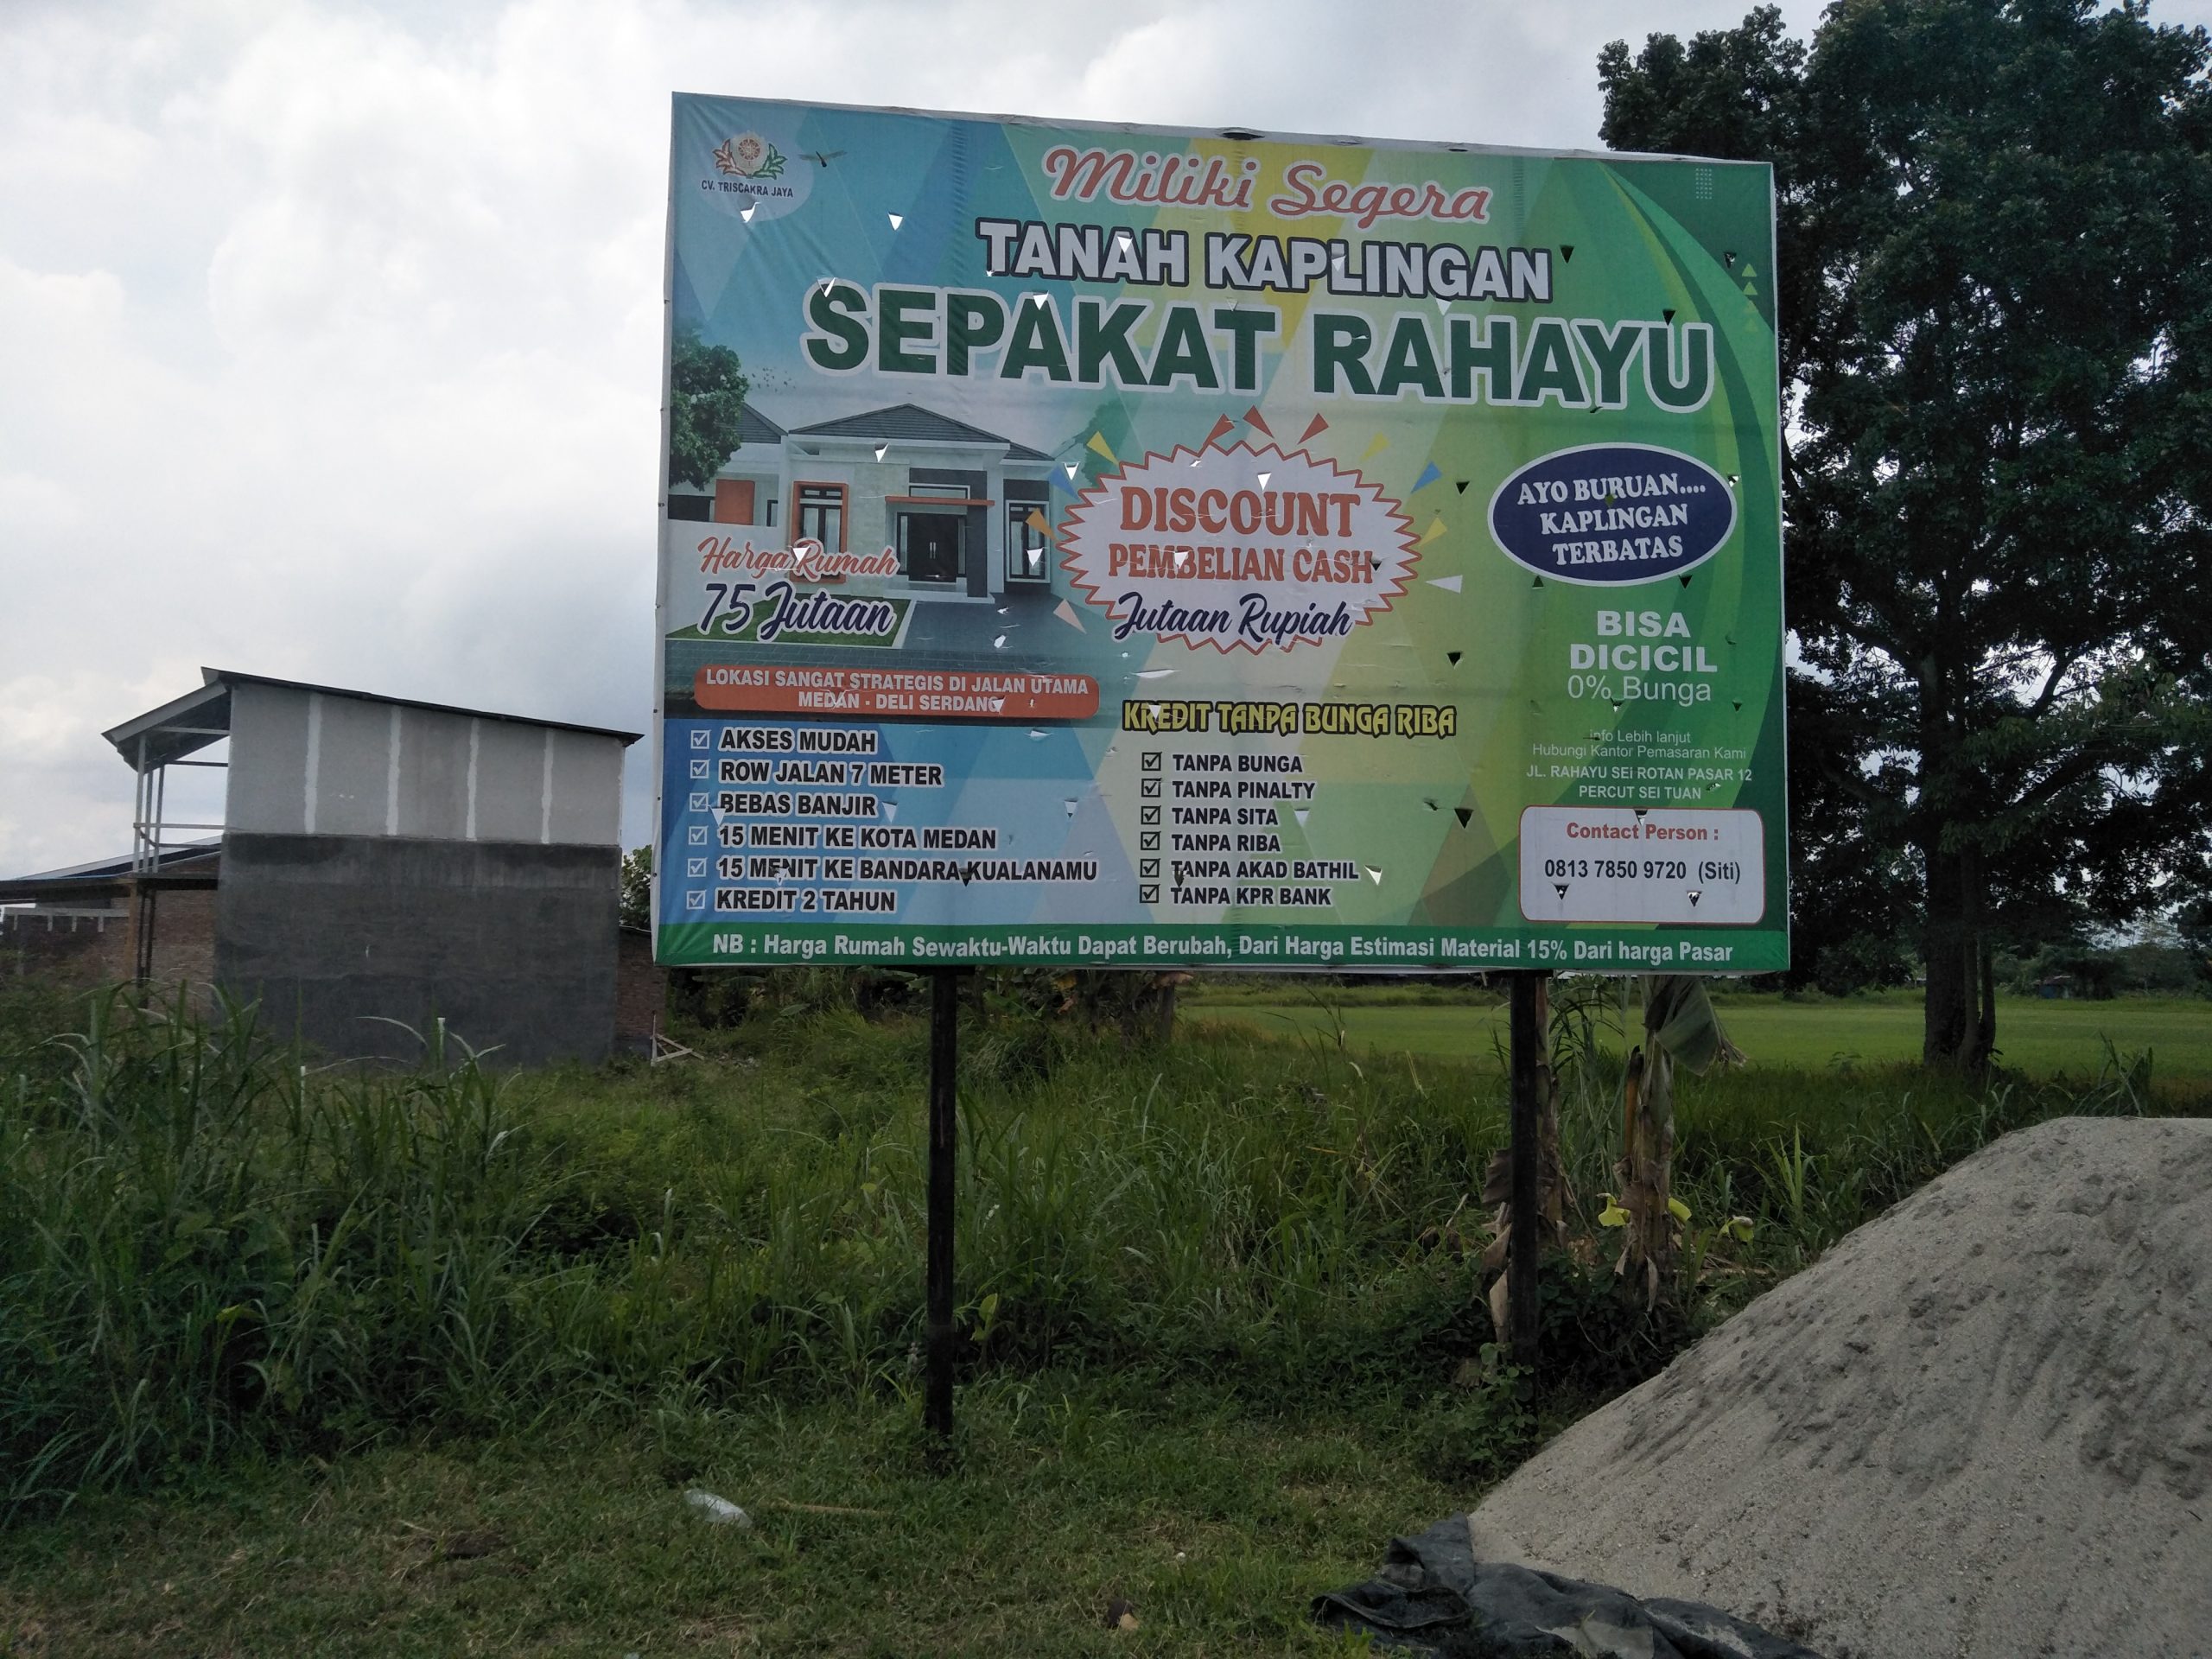 CV. TRISCAKRA JAYA
Miliki Segera
TANAH KAPLINGAN
SEPAKAT RAHAYU
Harga Rumah
75 Jutaan
DISCOUNT
PEMBELIAN CASH
Jutaan Rupiah
AYO BURUAN....
KAPLINGAN
TERBATAS
BISA
DICICIL
0% Bunga
LOKASI SANGAT STRATEGIS DI JALAN UTAMA
MEDAN - DELI SERDANG
AKSES MUDAH
ROW JALAN 7 METER
BEBAS BANJIR
15 MENIT KE KOTA MEDAN
15 MENIT KE BANDARA KUALANAMU
KREDIT 2 TAHUN
KREDIT TANPA BUNGA RIBA
TANPA BUNGA
TANPA PINALTY
TANPA SITA
TANPA RIBA
TANPA AKAD BATHIL
TANPA KPR BANK
Info Lebih lanjut
Hubungi Kantor Pemasaran Kami
JL. RAHAYU SEi ROTAN PASAR 12
PERCUT SEI TUAN
Contact Person :
0813 7850 9720 (Siti)
NB : Harga Rumah Sewaktu-Waktu Dapat Berubah, Dari Harga Estimasi Material 15% Dari harga Pasar